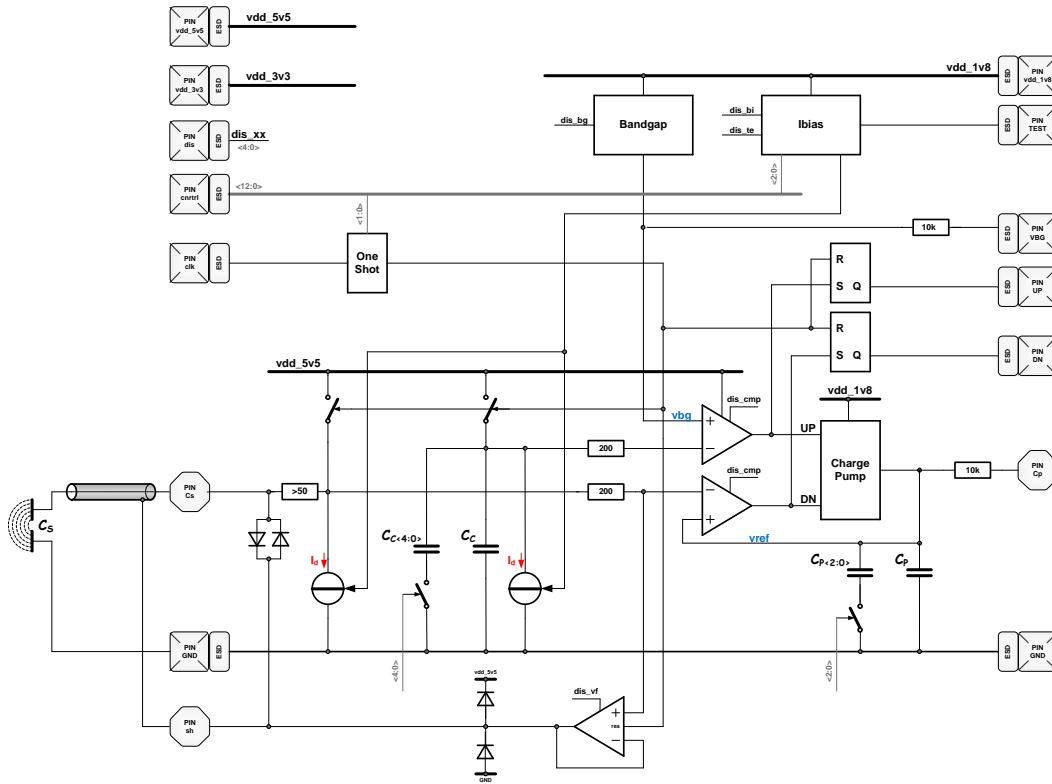 PIN
vdd_5v5
ESD
vdd_5v5
PIN
vdd_3v3
ESD
vdd_3v3
PIN
dis
ESD
dis_xx
<4:0>
PIN
cnrtrl
ESD
<12:0>
PIN
clk
ESD
<1:0>
One
Shot
vdd_1v8
ESD
PIN
vdd_1v8
dis_bg
Bandgap
dis_bi
dis_te
Ibias
<2:0>
ESD
PIN
TEST
10k
ESD
PIN
VBG
R
S Q
ESD
PIN
UP
R
S Q
ESD
PIN
DN
vdd_5v5
vdd_1v8
vbg
dis_cmp
+
−
UP
200
Charge
Pump
10k
PIN
Cp
dis_cmp
−
+
DN
200
vref
PIN
Cs
>50
CS
CC<4:0>
CC
CP<2:0>
CP
Id
Id
PIN
GND
ESD
<4:0>
<2:0>
ESD
PIN
GND
vdd_5v5
dis_vf
+
res
−
PIN
sh
GND